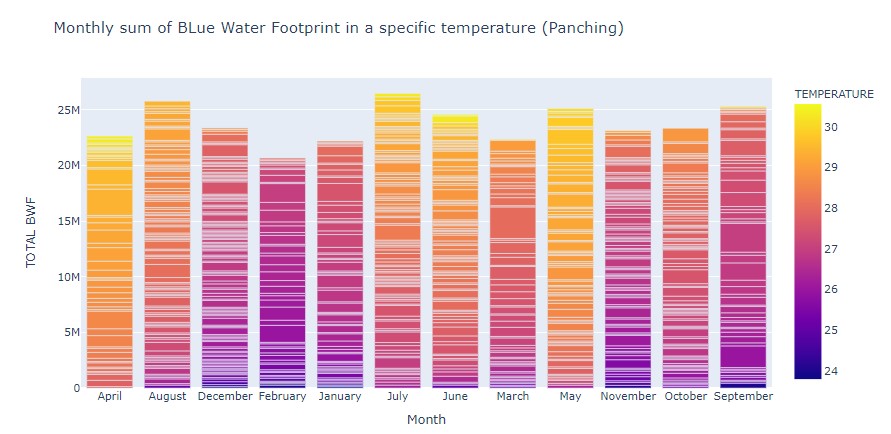 Monthly sum of BLue Water Footprint in a specific temperature (Panching)
TEMPERATURE
30
29
28
27
26
25
24
TOTAL BWF
25M
20M
15M
10M
5M
0
April August December February January July June March May November October September
Month